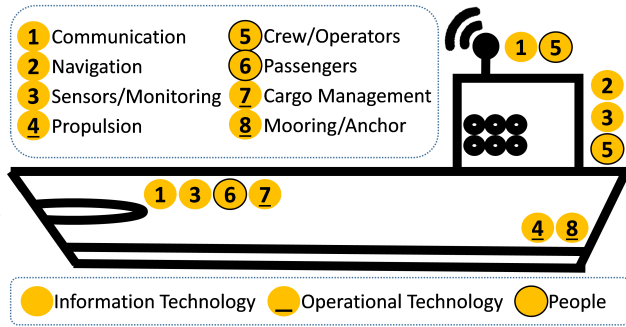 1 Communication
2 Navigation
3 Sensors/Monitoring
4 Propulsion
5 Crew/Operators
6 Passengers
7 Cargo Management
8 Mooring/Anchor
1 5
2
3
5
1 3 6 7
4 8
Information Technology
Operational Technology
People